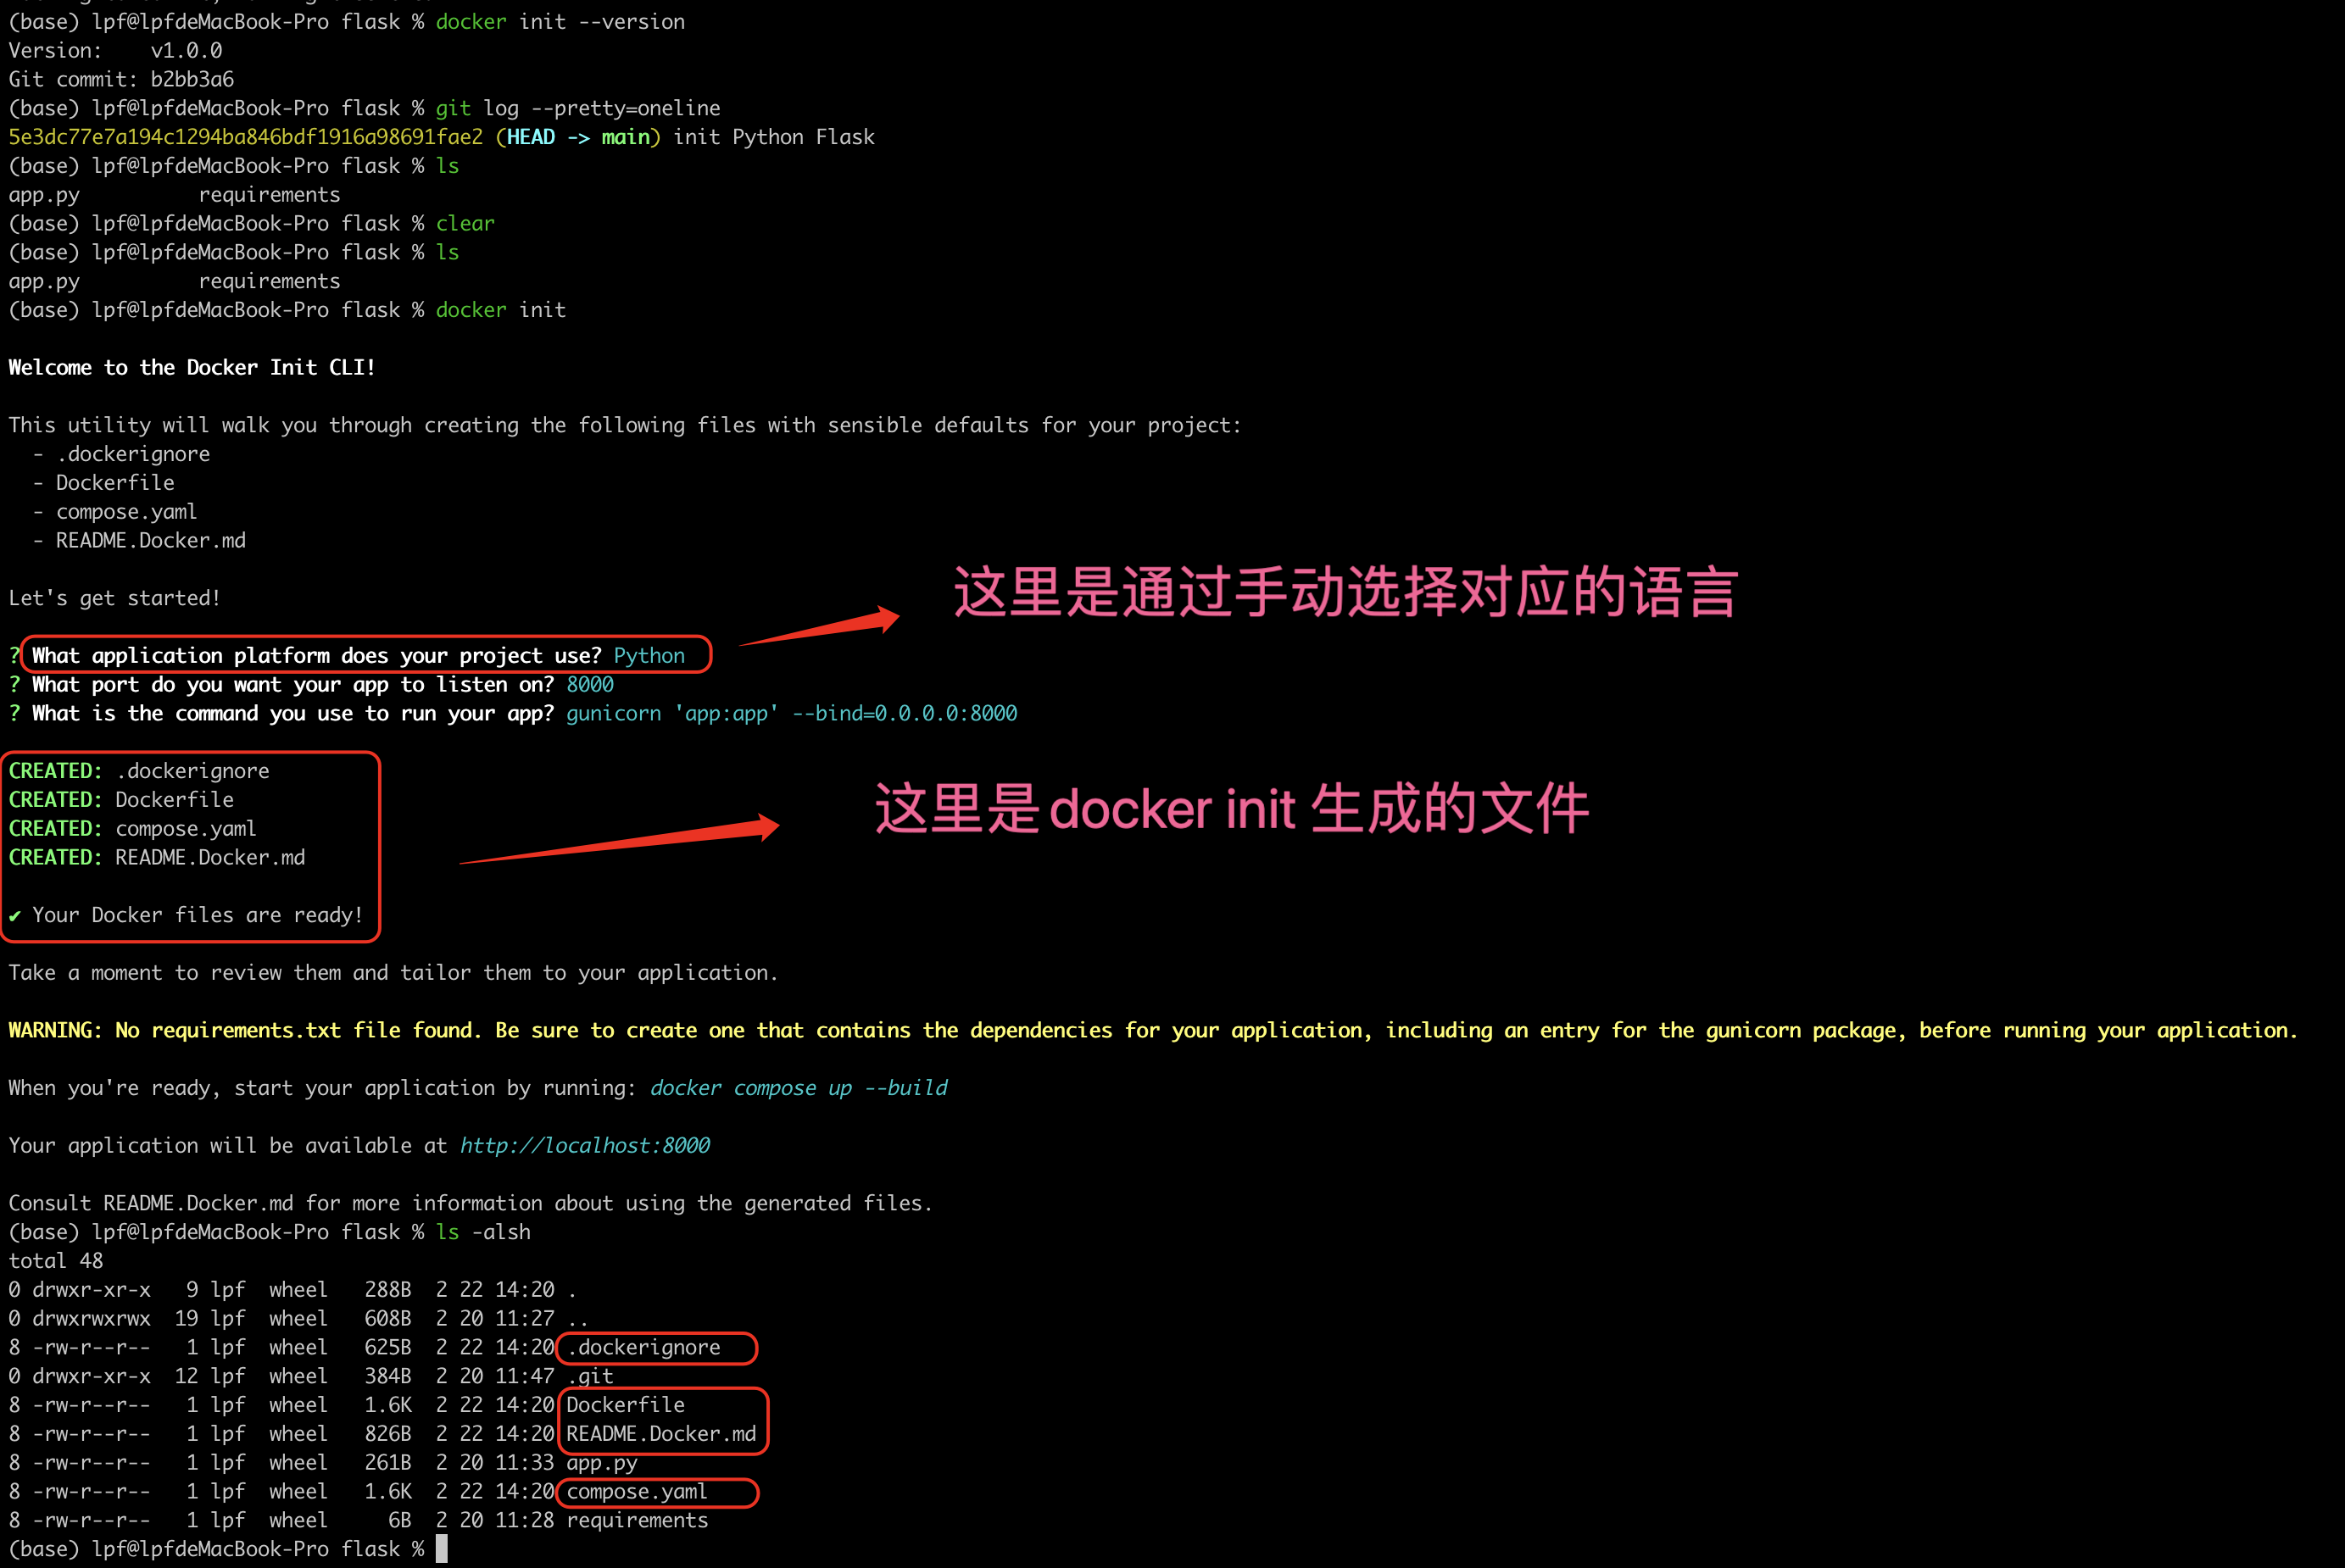 (base) lpf@lpfdeMacBook-Pro flask % docker init --version
Version:    v1.0.0
Git commit: b2bb3a6
(base) lpf@lpfdeMacBook-Pro flask % git log --pretty=oneline
5e3dc77e7a194c1294ba846bdf1916a98691fae2 (HEAD -> main) init Python Flask
(base) lpf@lpfdeMacBook-Pro flask % ls
app.py          requirements
(base) lpf@lpfdeMacBook-Pro flask % clear
(base) lpf@lpfdeMacBook-Pro flask % ls
app.py          requirements
(base) lpf@lpfdeMacBook-Pro flask % docker init
Welcome to the Docker Init CLI!
This utility will walk you through creating the following files with sensible defaults for your project:
  - .dockerignore
  - Dockerfile
  - compose.yaml
  - README.Docker.md
Let's get started!
这里是通过手动选择对应的语言
? What application platform does your project use? Python
? What port do you want your app to listen on? 8000
? What is the command you use to run your app? gunicorn 'app:app' --bind=0.0.0.0:8000
CREATED: .dockerignore
CREATED: Dockerfile
CREATED: compose.yaml
CREATED: README.Docker.md
这里是docker init 生成的文件
✔ Your Docker files are ready!
Take a moment to review them and tailor them to your application.
WARNING: No requirements.txt file found. Be sure to create one that contains the dependencies for your application, including an entry for the gunicorn package, before running your application.
When you're ready, start your application by running: docker compose up --build
Your application will be available at http://localhost:8000
Consult README.Docker.md for more information about using the generated files.
(base) lpf@lpfdeMacBook-Pro flask % ls -alsh
total 48
0 drwxr-xr-x   9 lpf  wheel   288B  2 22 14:20 .
0 drwxrwxrwx  19 lpf  wheel   608B  2 20 11:27 ..
8 -rw-r--r--   1 lpf  wheel   625B  2 22 14:20 .dockerignore
0 drwxr-xr-x  12 lpf  wheel   384B  2 20 11:47 .git
8 -rw-r--r--   1 lpf  wheel   1.6K  2 22 14:20 Dockerfile
8 -rw-r--r--   1 lpf  wheel   826B  2 22 14:20 README.Docker.md
8 -rw-r--r--   1 lpf  wheel   261B  2 20 11:33 app.py
8 -rw-r--r--   1 lpf  wheel   1.6K  2 22 14:20 compose.yaml
8 -rw-r--r--   1 lpf  wheel     6B  2 20 11:28 requirements
(base) lpf@lpfdeMacBook-Pro flask %